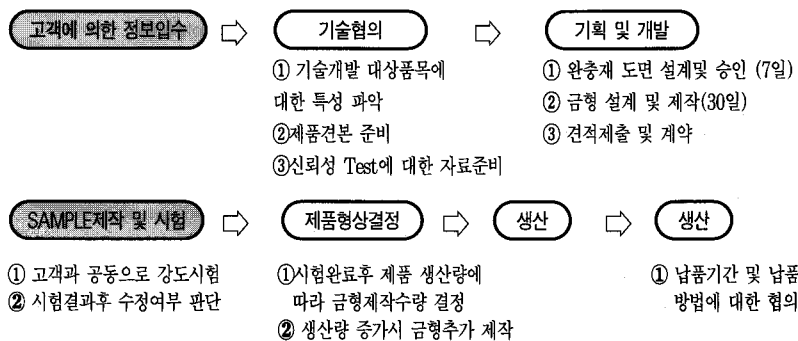 고객에 의한 정보입수
기술협의
기획 및 개발
① 기술개발 대상품목에
대한 특성 파악
②제품견본 준비
③신뢰성 Test에 대한 자료준비
① 완충재 도면 설계및 승인 (7일)
② 금형 설계 및 제작(30일)
③ 견적제출 및 계약
SAMPLE제작 및 시험
제품형상결정
생산
생산
① 고객과 공동으로 강도시험
② 시험결과후 수정여부 판단
①시험완료후 제품 생산량에
따라 금형제작수량 결정
② 생산량 증가시 금형추가 제작
① 납품기간 및 납품
방법에 대한 협의